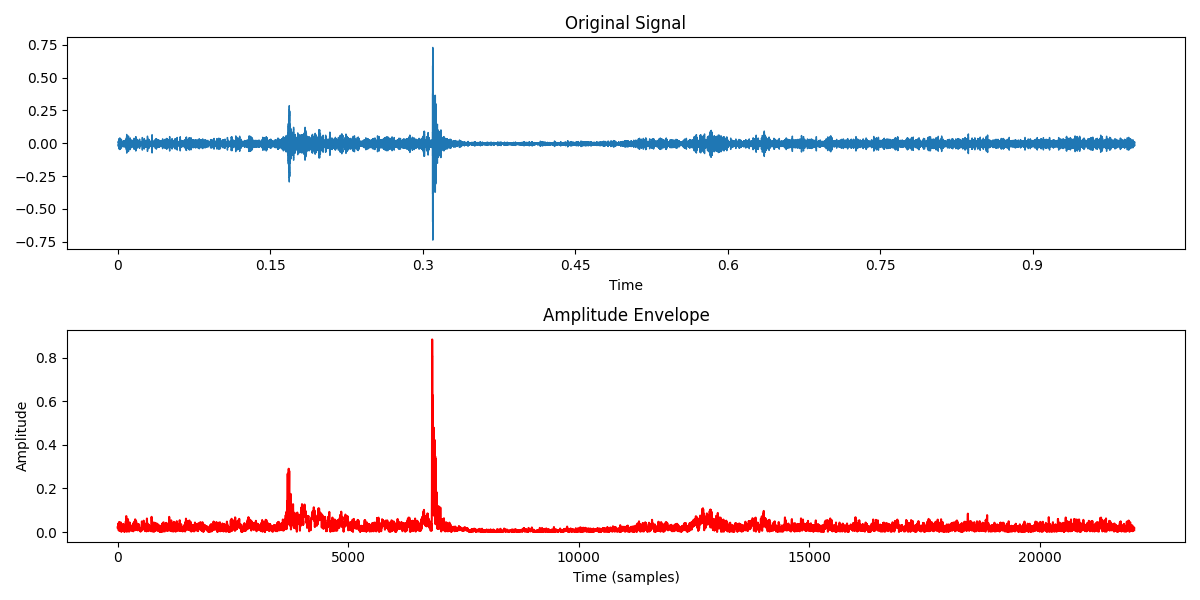 Original Signal
0.75
0.50
0.25
0.00
−0.25
−0.50
−0.75
0 0.15 0.3 0.45 0.6 0.75 0.9
Time
Amplitude Envelope
Amplitude
0.8
0.6
0.4
0.2
0.0
0 5000 10000 15000 20000
Time (samples)